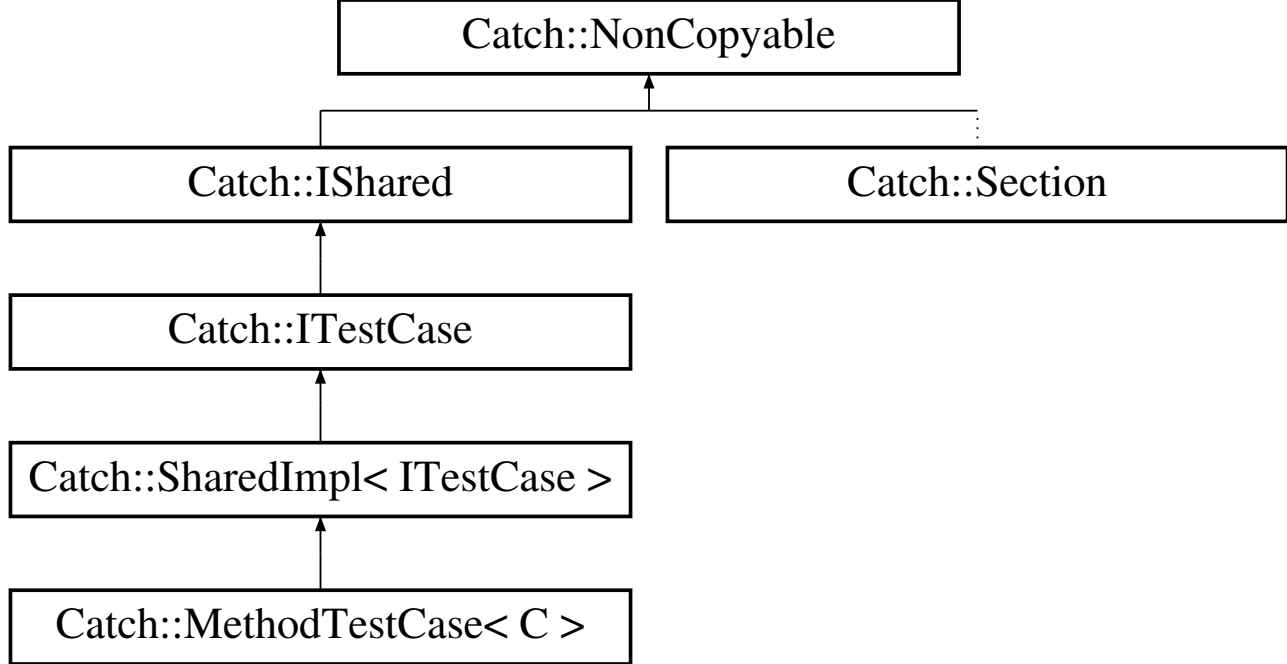 Catch::NonCopyable
Catch::IShared
Catch::Section
Catch::ITestCase
Catch::SharedImpl< ITestCase >
Catch::MethodTestCase< C >